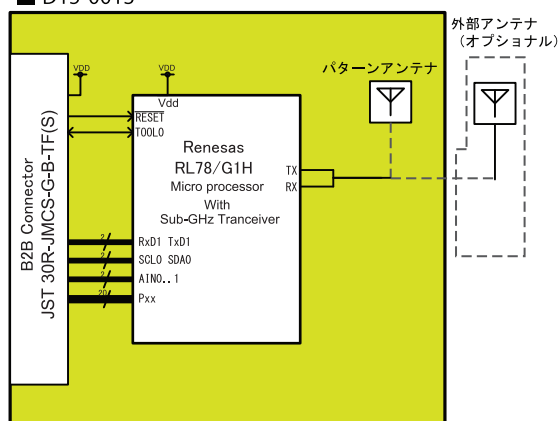 外部アンテナ
(オプショナル)
パターンアンテナ
VDD
VDD
Vdd
RESET
TOOL0
Renesas
RL78/G1H
Micro processor
With
Sub-GHz Tranceiver
TX
RX
B2B Connector
JST 30R-JMCS-G-B-TF(S)
2
RxD1 TxD1
2
SCL0 SDA0
2
AIN0..1
20
Pxx